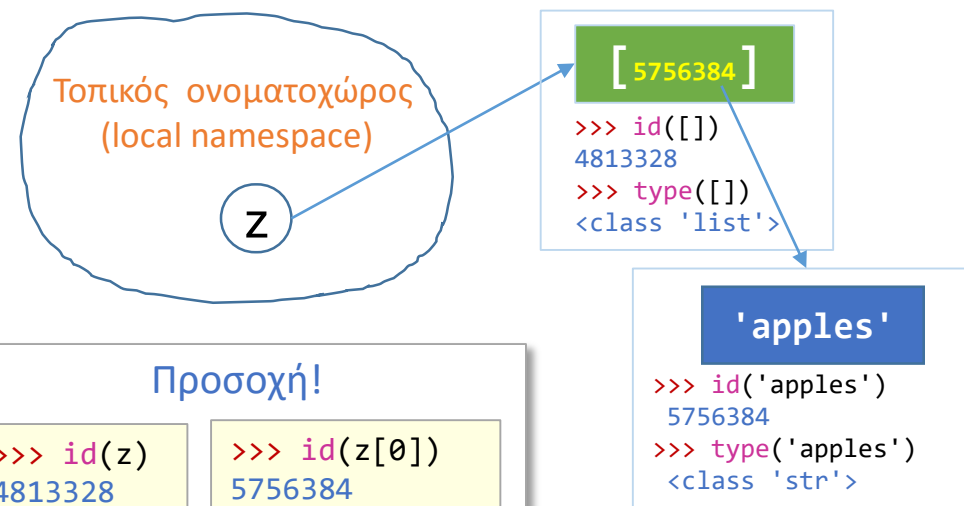 Τοπικός ονοματοχώρος
(local namespace)
z
[5756384]
>>> id([])
4813328
>>> type([])
<class 'list'>
'apples'
>>> id('apples')
5756384
>>> type('apples')
<class 'str'>
Προσοχή!
>>> id(z)
4813328
>>> id(z[0])
5756384